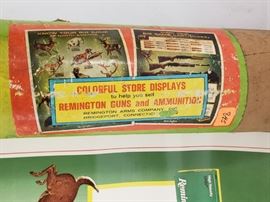 KNOW YOUR BIG GAME
COLORFUL STORE DISPLAYS
to help you sell
REMINGTON GUNS and AMMUNITION
REMINGTON ARMS COMPANY, INC.
BRIDGEPORT, CONNECTICUT
Remin